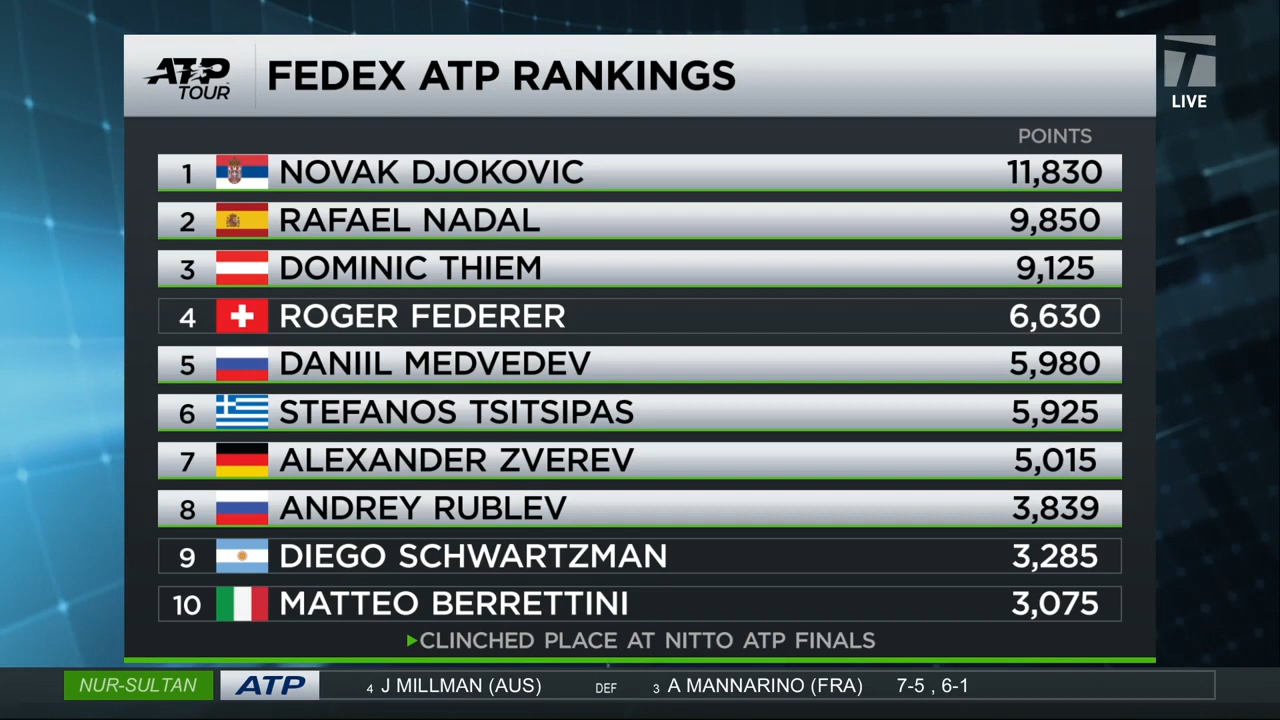 ATP TOUR FEDEX ATP RANKINGS
T
LIVE
POINTS
1 NOVAK DJOKOVIC 11,830
2 RAFAEL NADAL 9,850
3 DOMINIC THIEM 9,125
4 ROGER FEDERER 6,630
5 DANIIL MEDVEDEV 5,980
6 STEFANOS TSITSIPAS 5,925
7 ALEXANDER ZVEREV 5,015
8 ANDREY RUBLEV 3,839
9 DIEGO SCHWARTZMAN 3,285
10 MATTEO BERRETTINI 3,075
CLINCHED PLACE AT NITTO ATP FINALS
NUR-SULTAN ATP 4 J MILLMAN (AUS) DEF 3 A MANNARINO (FRA) 7-5 , 6-1